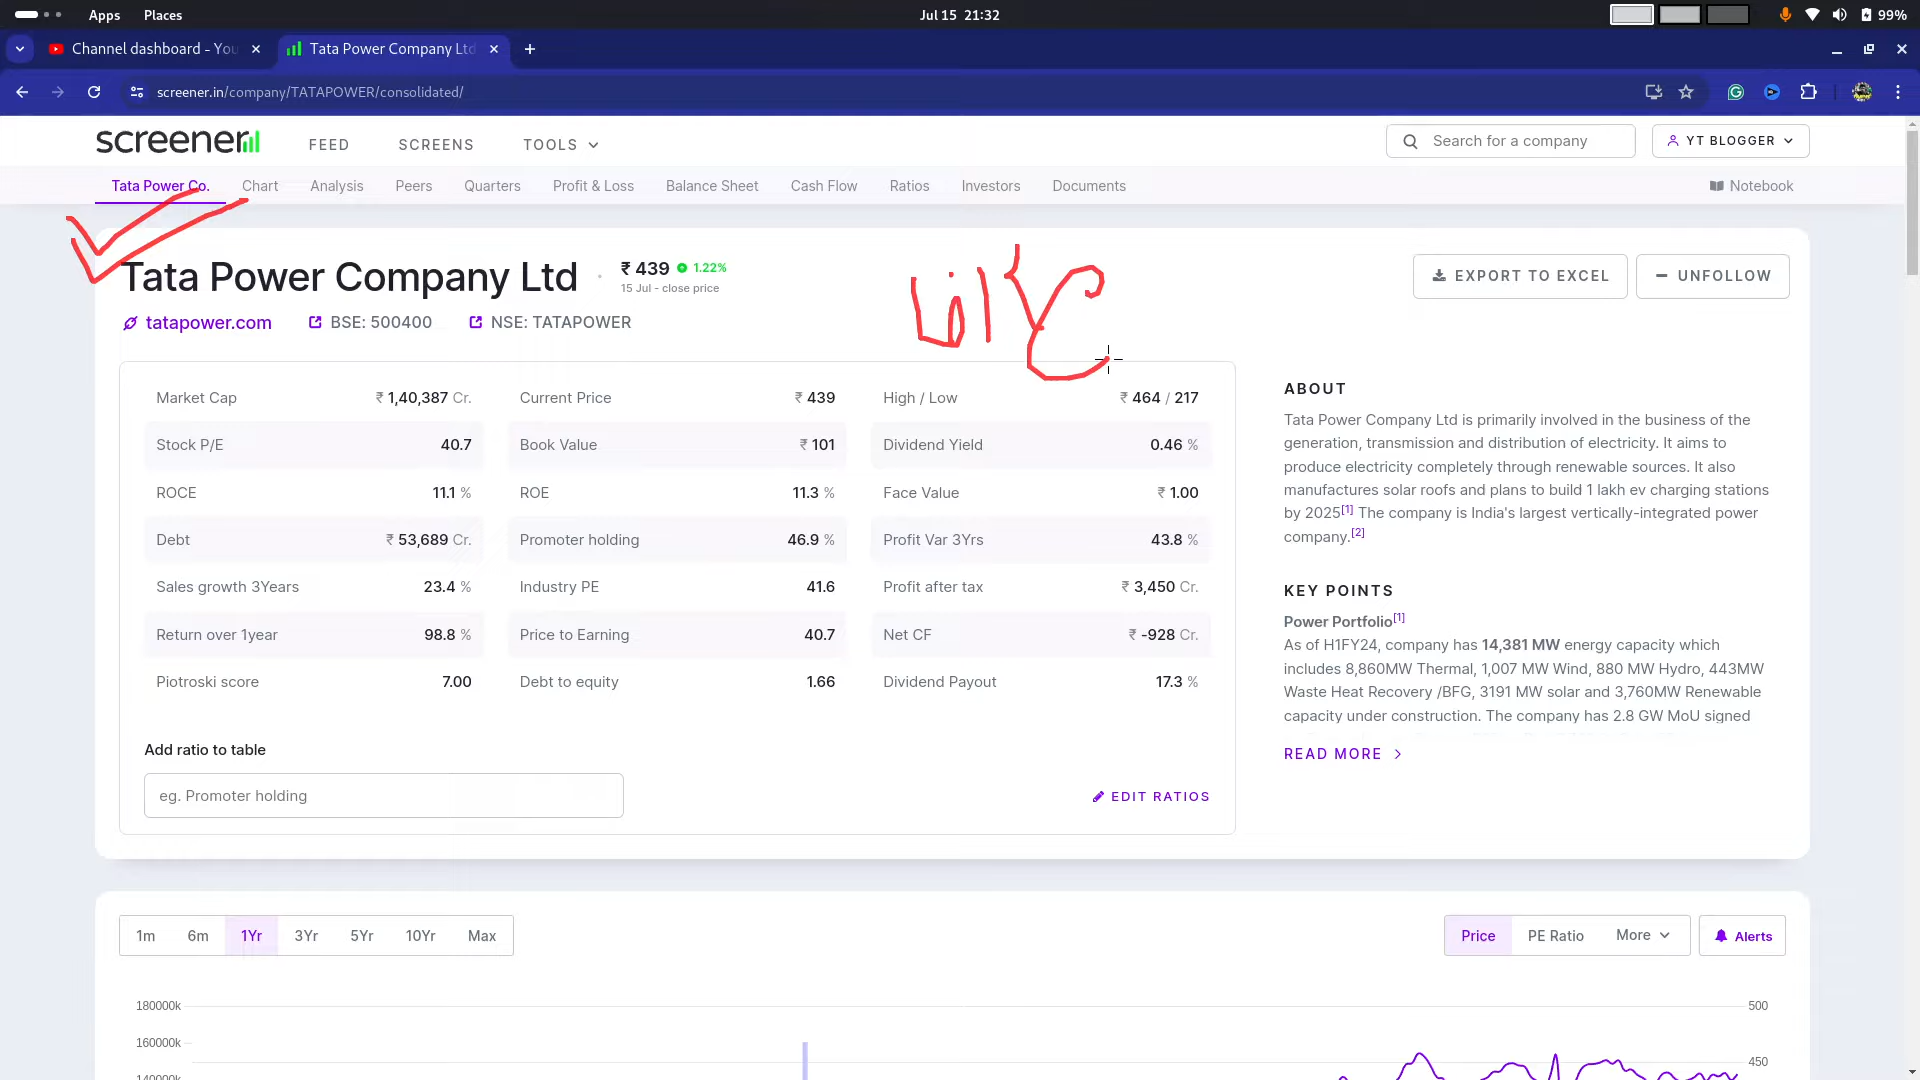 Apps Places Jul 15 21:32 99%
Channel dashboard - You Tata Power Company Ltd
screener.in/company/TATAPOWER/consolidated/
screener FEED SCREENS TOOLS Search for a company YT BLOGGER
Tata Power Co. Chart Analysis Peers Quarters Profit & Loss Balance Sheet Cash Flow Ratios Investors Documents Notebook
Tata Power Company Ltd ₹ 439 1.22% EXPORT TO EXCEL UNFOLLOW
15 Jul - close price
tatapower.com BSE: 500400 NSE: TATAPOWER
Market Cap ₹ 1,40,387 Cr. Current Price ₹ 439 High / Low ₹ 464 / 217
Stock P/E 40.7 Book Value ₹ 101 Dividend Yield 0.46 %
ROCE 11.1 % ROE 11.3 % Face Value ₹ 1.00
Debt ₹ 53,689 Cr. Promoter holding 46.9 % Profit Var 3Yrs 43.8 %
Sales growth 3Years 23.4 % Industry PE 41.6 Profit after tax ₹ 3,450 Cr.
Return over 1year 98.8 % Price to Earning 40.7 Net CF ₹ -928 Cr.
Piotroski score 7.00 Debt to equity 1.66 Dividend Payout 17.3 %
Add ratio to table
eg. Promoter holding EDIT RATIOS
ABOUT
Tata Power Company Ltd is primarily involved in the business of the
generation, transmission and distribution of electricity. It aims to
produce electricity completely through renewable sources. It also
manufactures solar roofs and plans to build 1 lakh ev charging stations
by 2025[1] The company is India's largest vertically-integrated power
company.[2]
KEY POINTS
Power Portfolio[1]
As of H1FY24, company has 14,381 MW energy capacity which
includes 8,860MW Thermal, 1,007 MW Wind, 880 MW Hydro, 443MW
Waste Heat Recovery /BFG, 3191 MW solar and 3,760MW Renewable
capacity under construction. The company has 2.8 GW MoU signed
READ MORE
1m 6m 1Yr 3Yr 5Yr 10Yr Max Price PE Ratio More Alerts
180000k 500
160000k
450
140000k